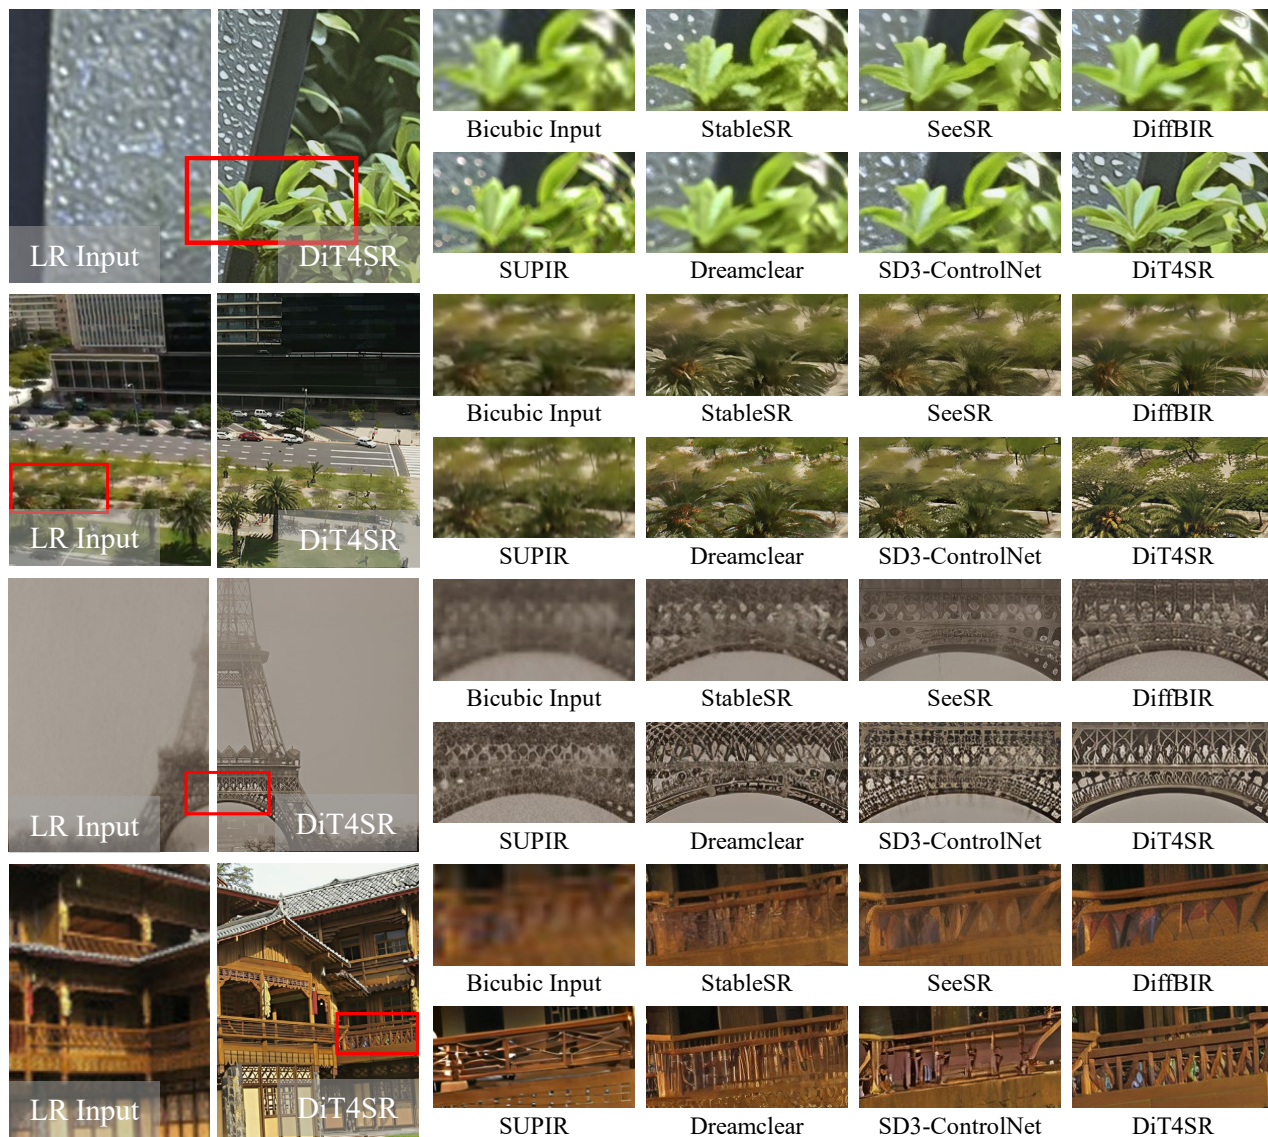 LR Input
DiT4SR
Bicubic Input
StableSR
SeeSR
DiffBIR
SUPIR
Dreamclear
SD3-ControlNet
DiT4SR
LR Input
DiT4SR
Bicubic Input
StableSR
SeeSR
DiffBIR
SUPIR
Dreamclear
SD3-ControlNet
DiT4SR
LR Input
DiT4SR
Bicubic Input
StableSR
SeeSR
DiffBIR
SUPIR
Dreamclear
SD3-ControlNet
DiT4SR
LR Input
DiT4SR
Bicubic Input
StableSR
SeeSR
DiffBIR
SUPIR
Dreamclear
SD3-ControlNet
DiT4SR